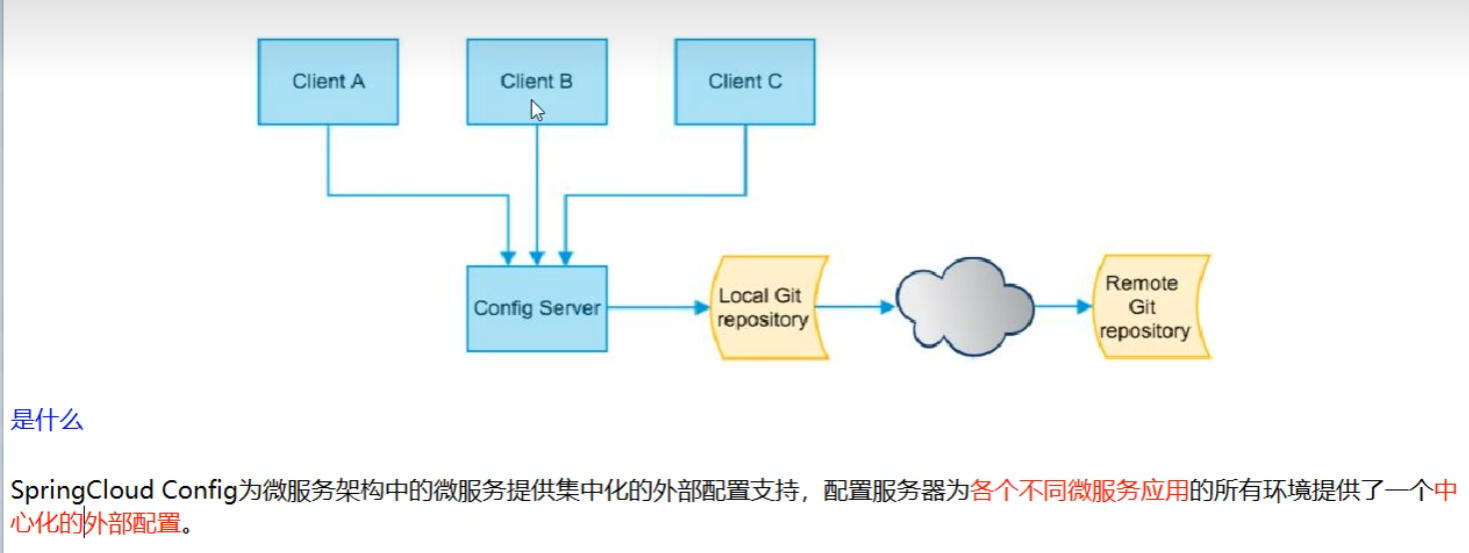 Client A
Client B
Client C
Config Server
Local Git
repository
Remote
Git
repository
是什么
SpringCloud Config为微服务架构中的微服务提供集中化的外部配置支持，配置服务器为各个不同微服务应用的所有环境提供了一个中
心化的外部配置。